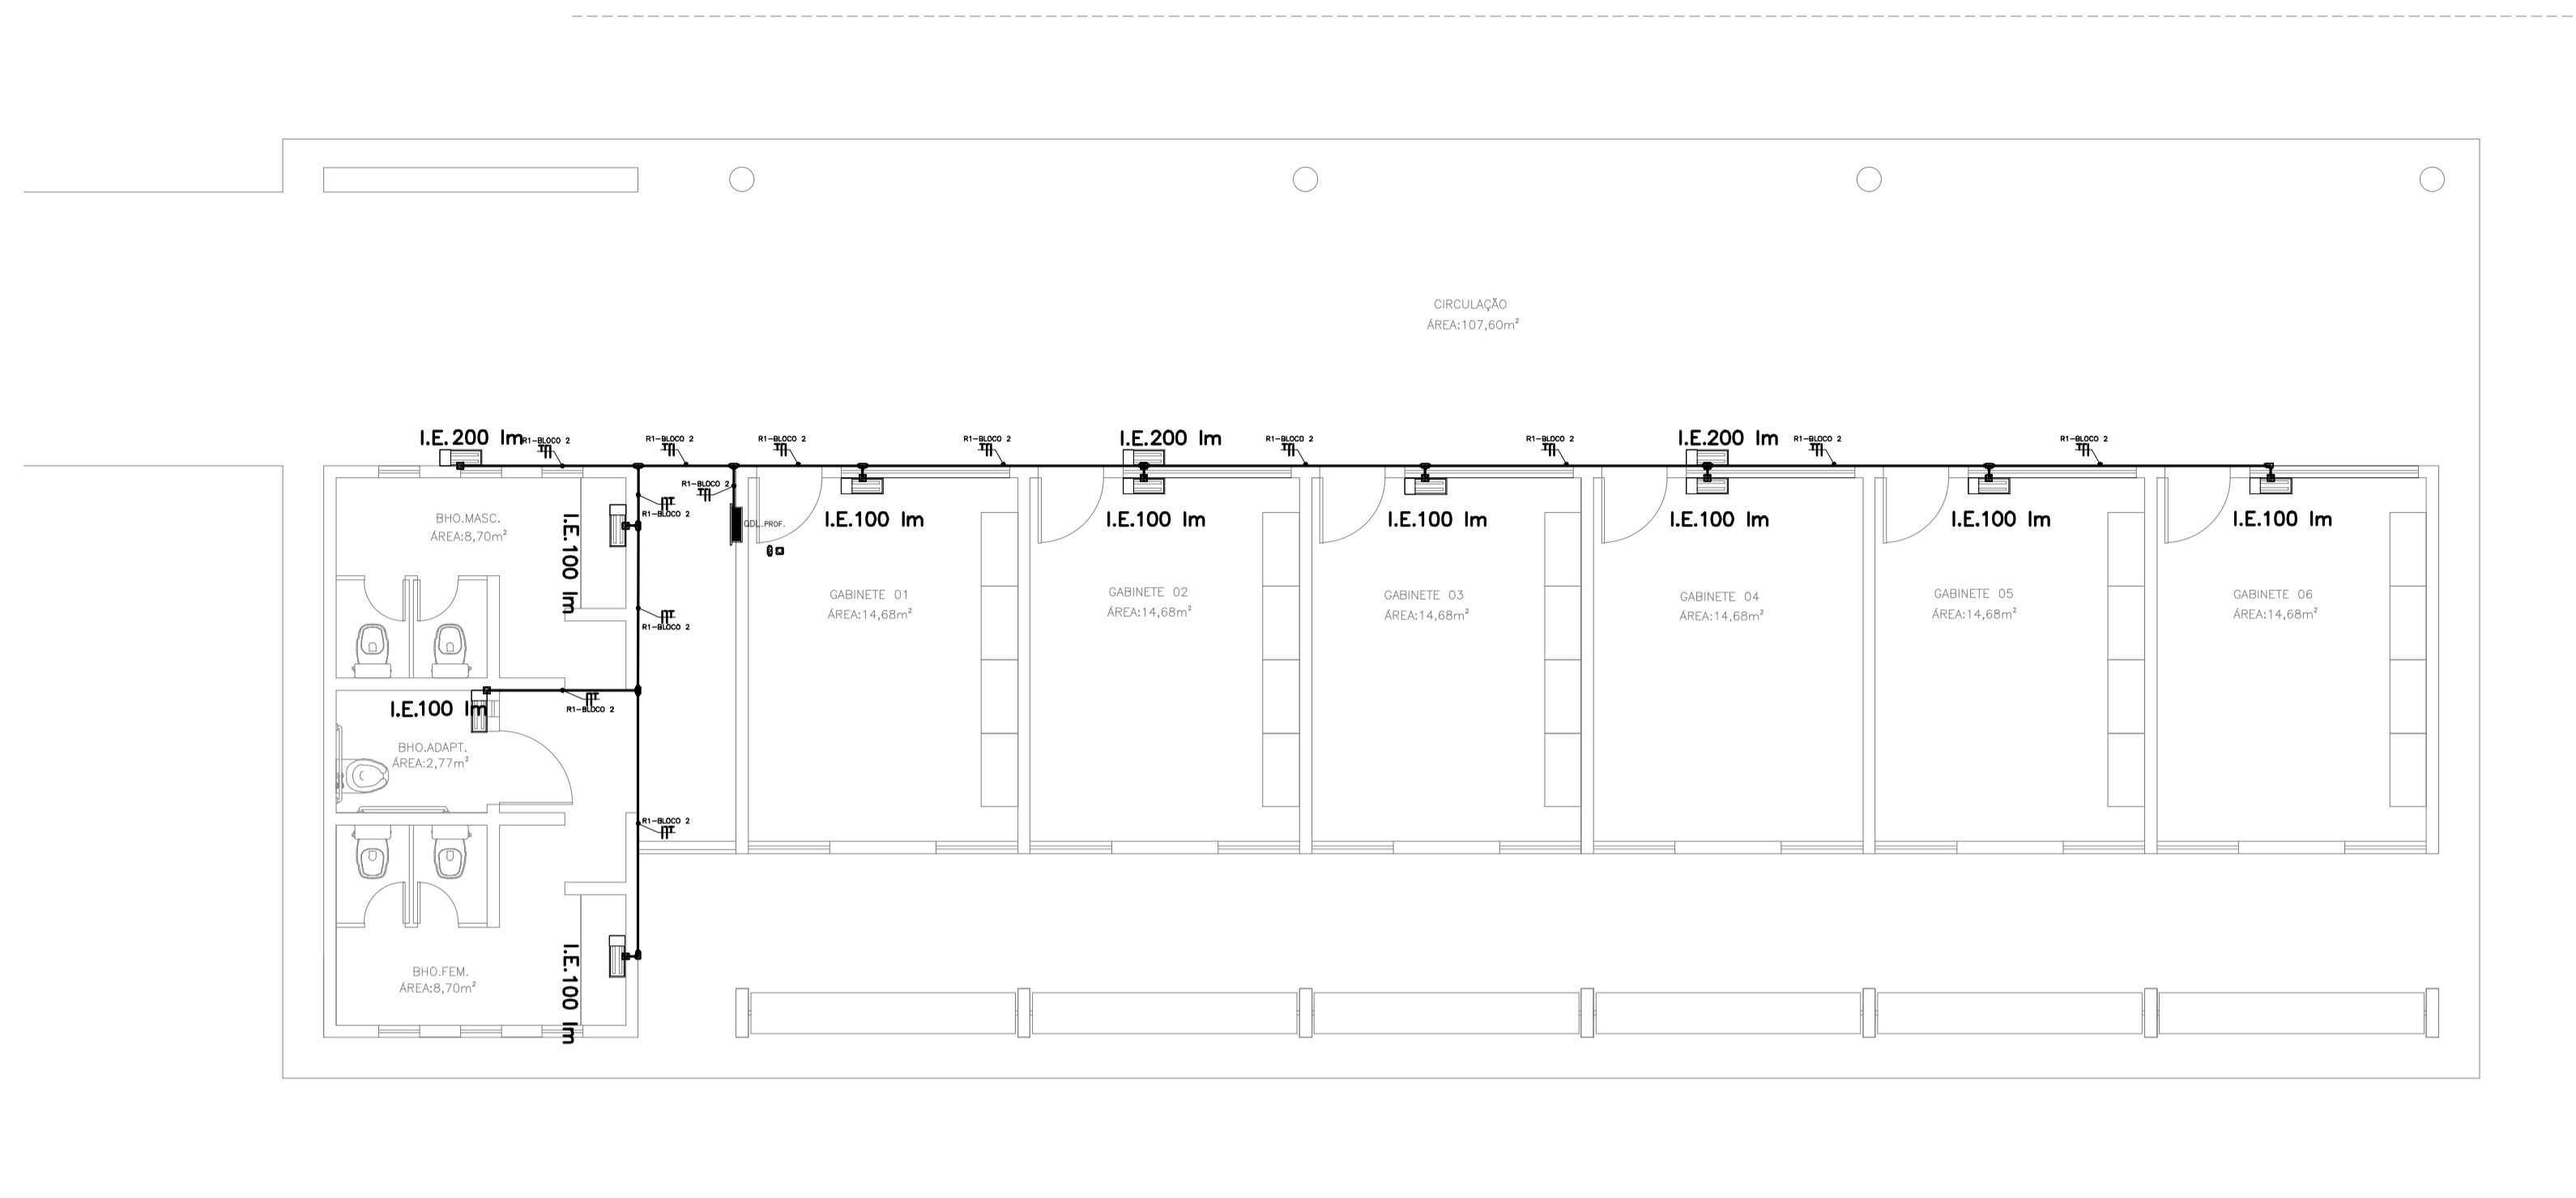 CIRCULAÇÃO
ÁREA:107,60m²
I.E.200 lm
R1-BLOCO 2
R1-BLOCO 2
R1-BLOCO 2
R1-BLOCO 2
I.E.200 lm
R1-BLOCO 2
R1-BLOCO 2
I.E.200 lm
R1-BLOCO 2
R1-BLOCO 2
R1-BLOCO 2
R1-BLOCO 2
QDL.PROF.
BHO.MASC.
ÁREA:8,70m²
I.E.100 lm
I.E.100 lm
I.E.100 lm
I.E.100 lm
I.E.100 lm
I.E.100 lm
I.E.100 lm
GABINETE 01
ÁREA:14,68m²
GABINETE 02
ÁREA:14,68m²
GABINETE 03
ÁREA:14,68m²
GABINETE 04
ÁREA:14,68m²
GABINETE 05
ÁREA:14,68m²
GABINETE 06
ÁREA:14,68m²
R1-BLOCO 2
I.E.100 lm
R1-BLOCO 2
BHO.ADAPT.
ÁREA:2,77m²
R1-BLOCO 2
BHO.FEM.
ÁREA:8,70m²
I.E.100 lm